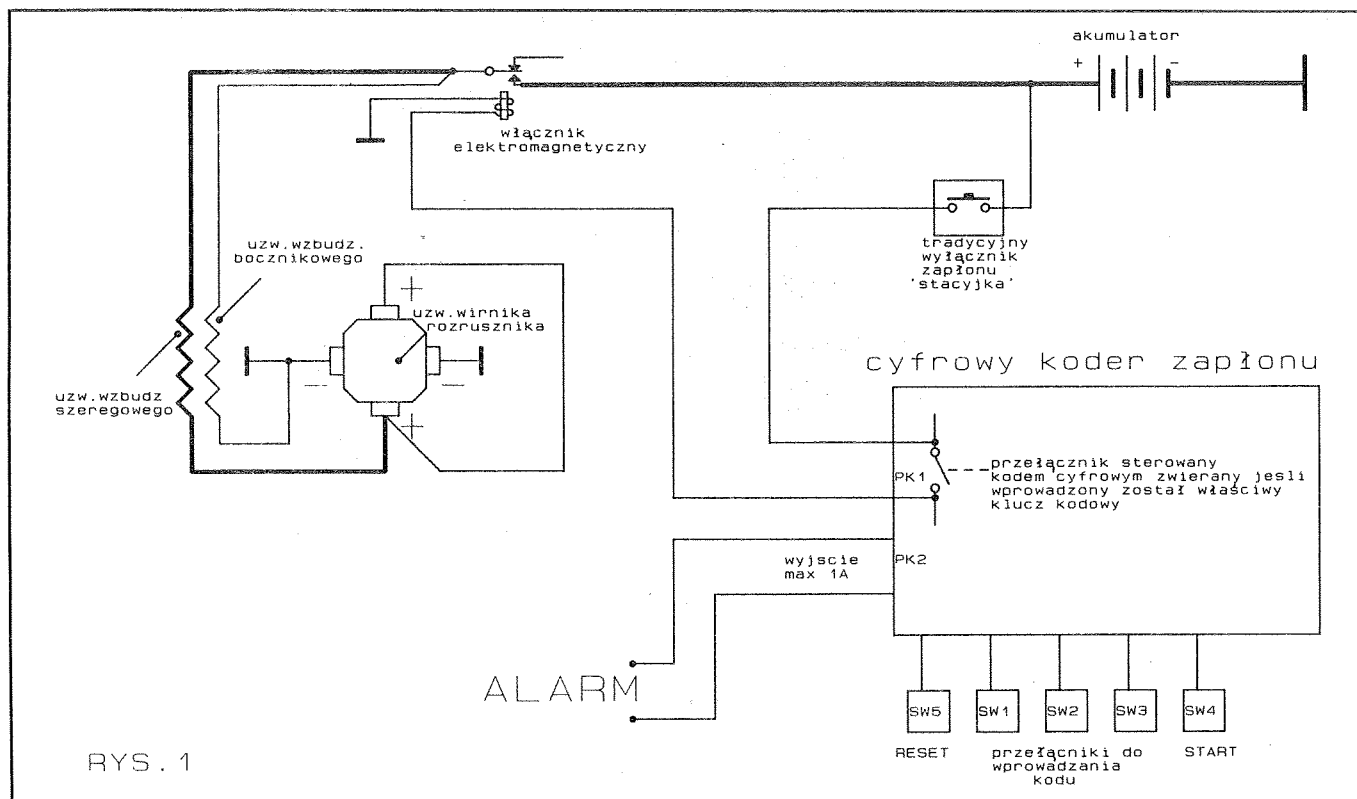 akumulator
+ -
włącznik
elektromagnetyczny
tradycyjny
wyłącznik
zapłonu
'stacyjka'
uzw.wzbudz.
bocznikowego
+
uzw.wirnika
rozrusznika
- -
+
uzw.wzbudz
szeregowego
cyfrowy koder zapłonu
PK1
przełącznik sterowany
kodem cyfrowym zwierany jesli
wprowadzony został właściwy
klucz kodowy
wyjscie
max 1A
PK2
ALARM
SW5 SW1 SW2 SW3 SW4
RESET
przełączniki do
wprowadzania
kodu
START
RYS.1